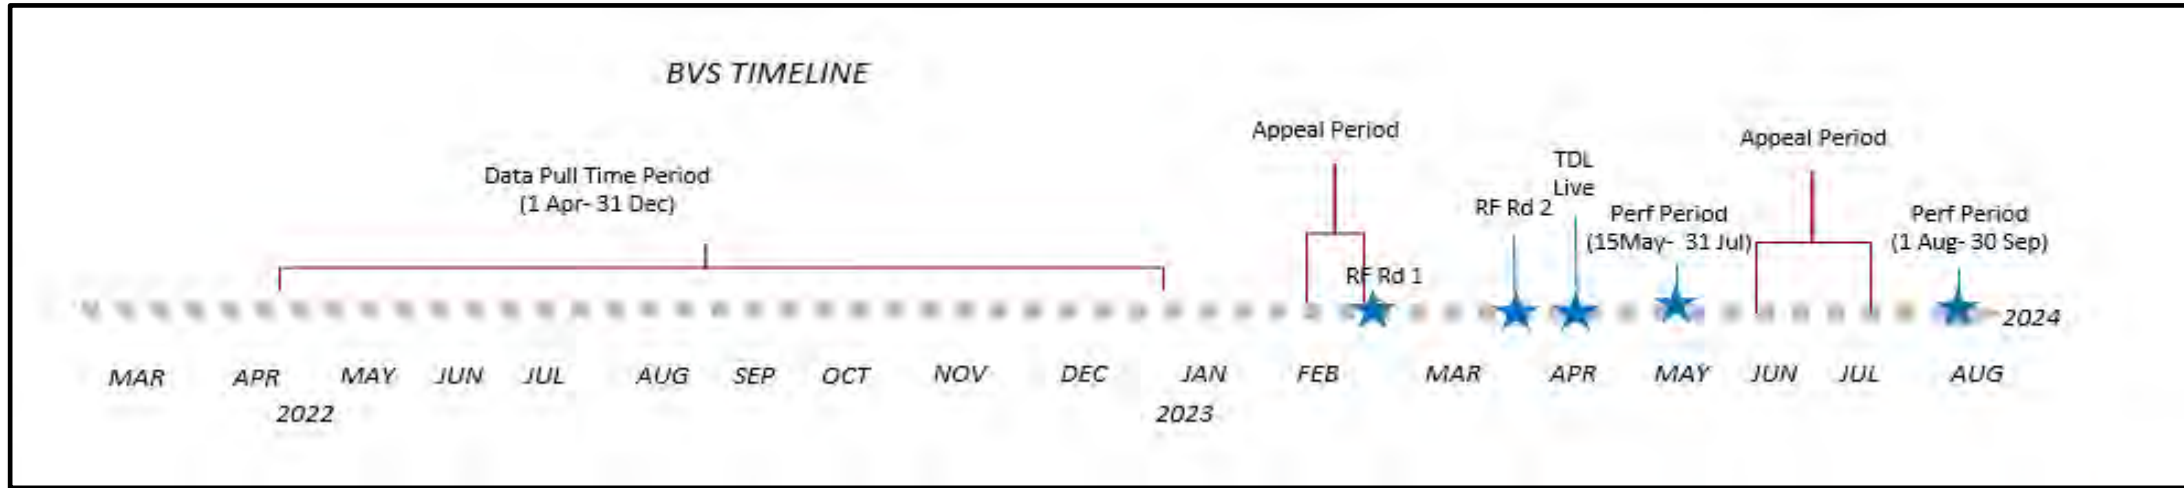 BVS TIMELINE
Data Pull Time Period
(1 Apr- 31 Dec)
Appeal Period
RF Rd 1
RF Rd 2
TDL
Live
Perf Period
(15May- 31 Jul)
Appeal Period
Perf Period
(1 Aug- 30 Sep)
2024
MAR APR MAY JUN JUL AUG SEP OCT NOV DEC JAN FEB MAR APR MAY JUN JUL AUG
2022 2023